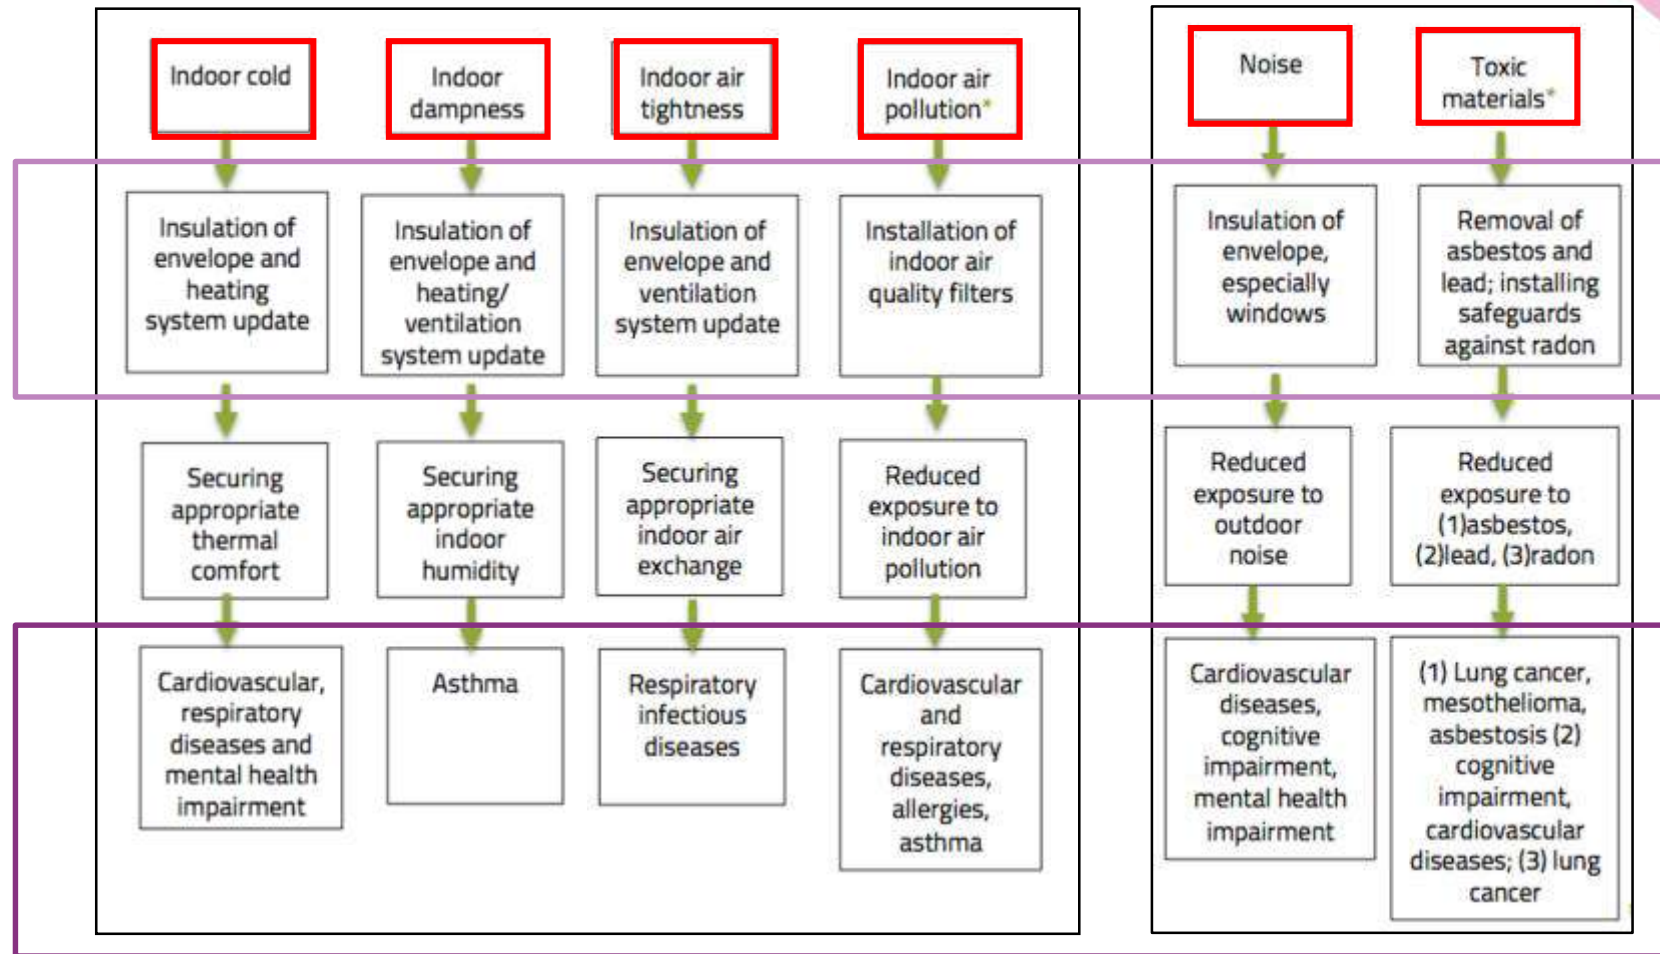 Indoor cold
Indoor
dampness
Indoor air
tightness
Indoor air
pollution*
Noise
Toxic
materials*
Insulation of
envelope and
heating
system update
Insulation of
envelope and
heating/
ventilation
system update
Insulation of
envelope and
ventilation
system update
Installation of
indoor air
quality filters
Insulation of
envelope,
especially
windows
Removal of
asbestos and
lead; installing
safeguards
against radon
Securing
appropriate
thermal
comfort
Securing
appropriate
indoor
humidity
Securing
appropriate
indoor air
exchange
Reduced
exposure to
indoor air
pollution
Reduced
exposure to
outdoor
noise
Reduced
exposure to
(1)asbestos,
(2)lead, (3)radon
Cardiovascular,
respiratory
diseases and
mental health
impairment
Asthma
Respiratory
infectious
diseases
Cardiovascular
and
respiratory
diseases,
allergies,
asthma
Cardiovascular
diseases,
cognitive
impairment,
mental health
impairment
(1) Lung cancer,
mesothelioma,
asbestosis (2)
cognitive
impairment,
cardiovascular
diseases; (3) lung
cancer